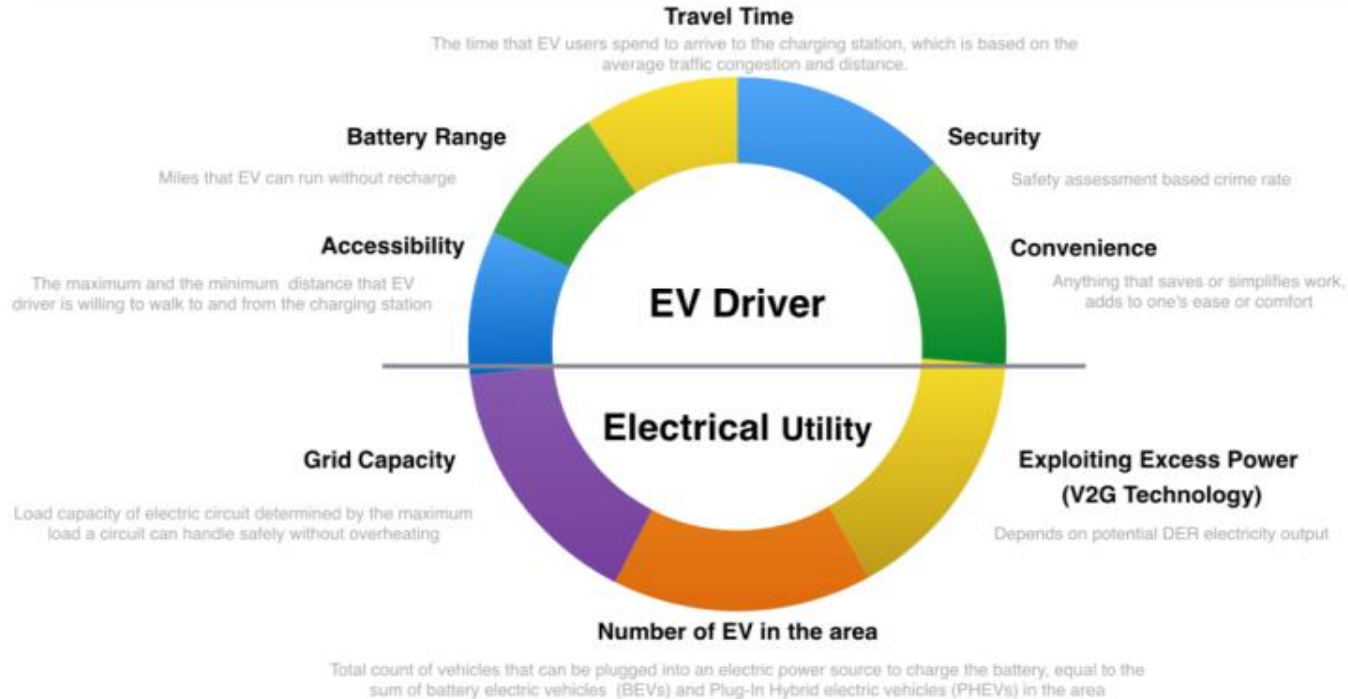 Travel Time
The time that EV users spend to arrive to the charging station, which is based on the
average traffic congestion and distance.
Battery Range
Miles that EV can run without recharge
Security
Safety assessment based crime rate
Accessibility
The maximum and the minimum distance that EV
driver is willing to walk to and from the charging station
Convenience
Anything that saves or simplifies work,
adds to one's ease or comfort
EV Driver
Electrical Utility
Grid Capacity
Load capacity of electric circuit determined by the maximum
load a circuit can handle safely without overheating
Exploiting Excess Power
(V2G Technology)
Depends on potential DER electricity output
Number of EV in the area
Total count of vehicles that can be plugged into an electric power source to charge the battery, equal to the
sum of battery electric vehicles (BEVs) and Plug-In Hybrid electric vehicles (PHEVs) in the area